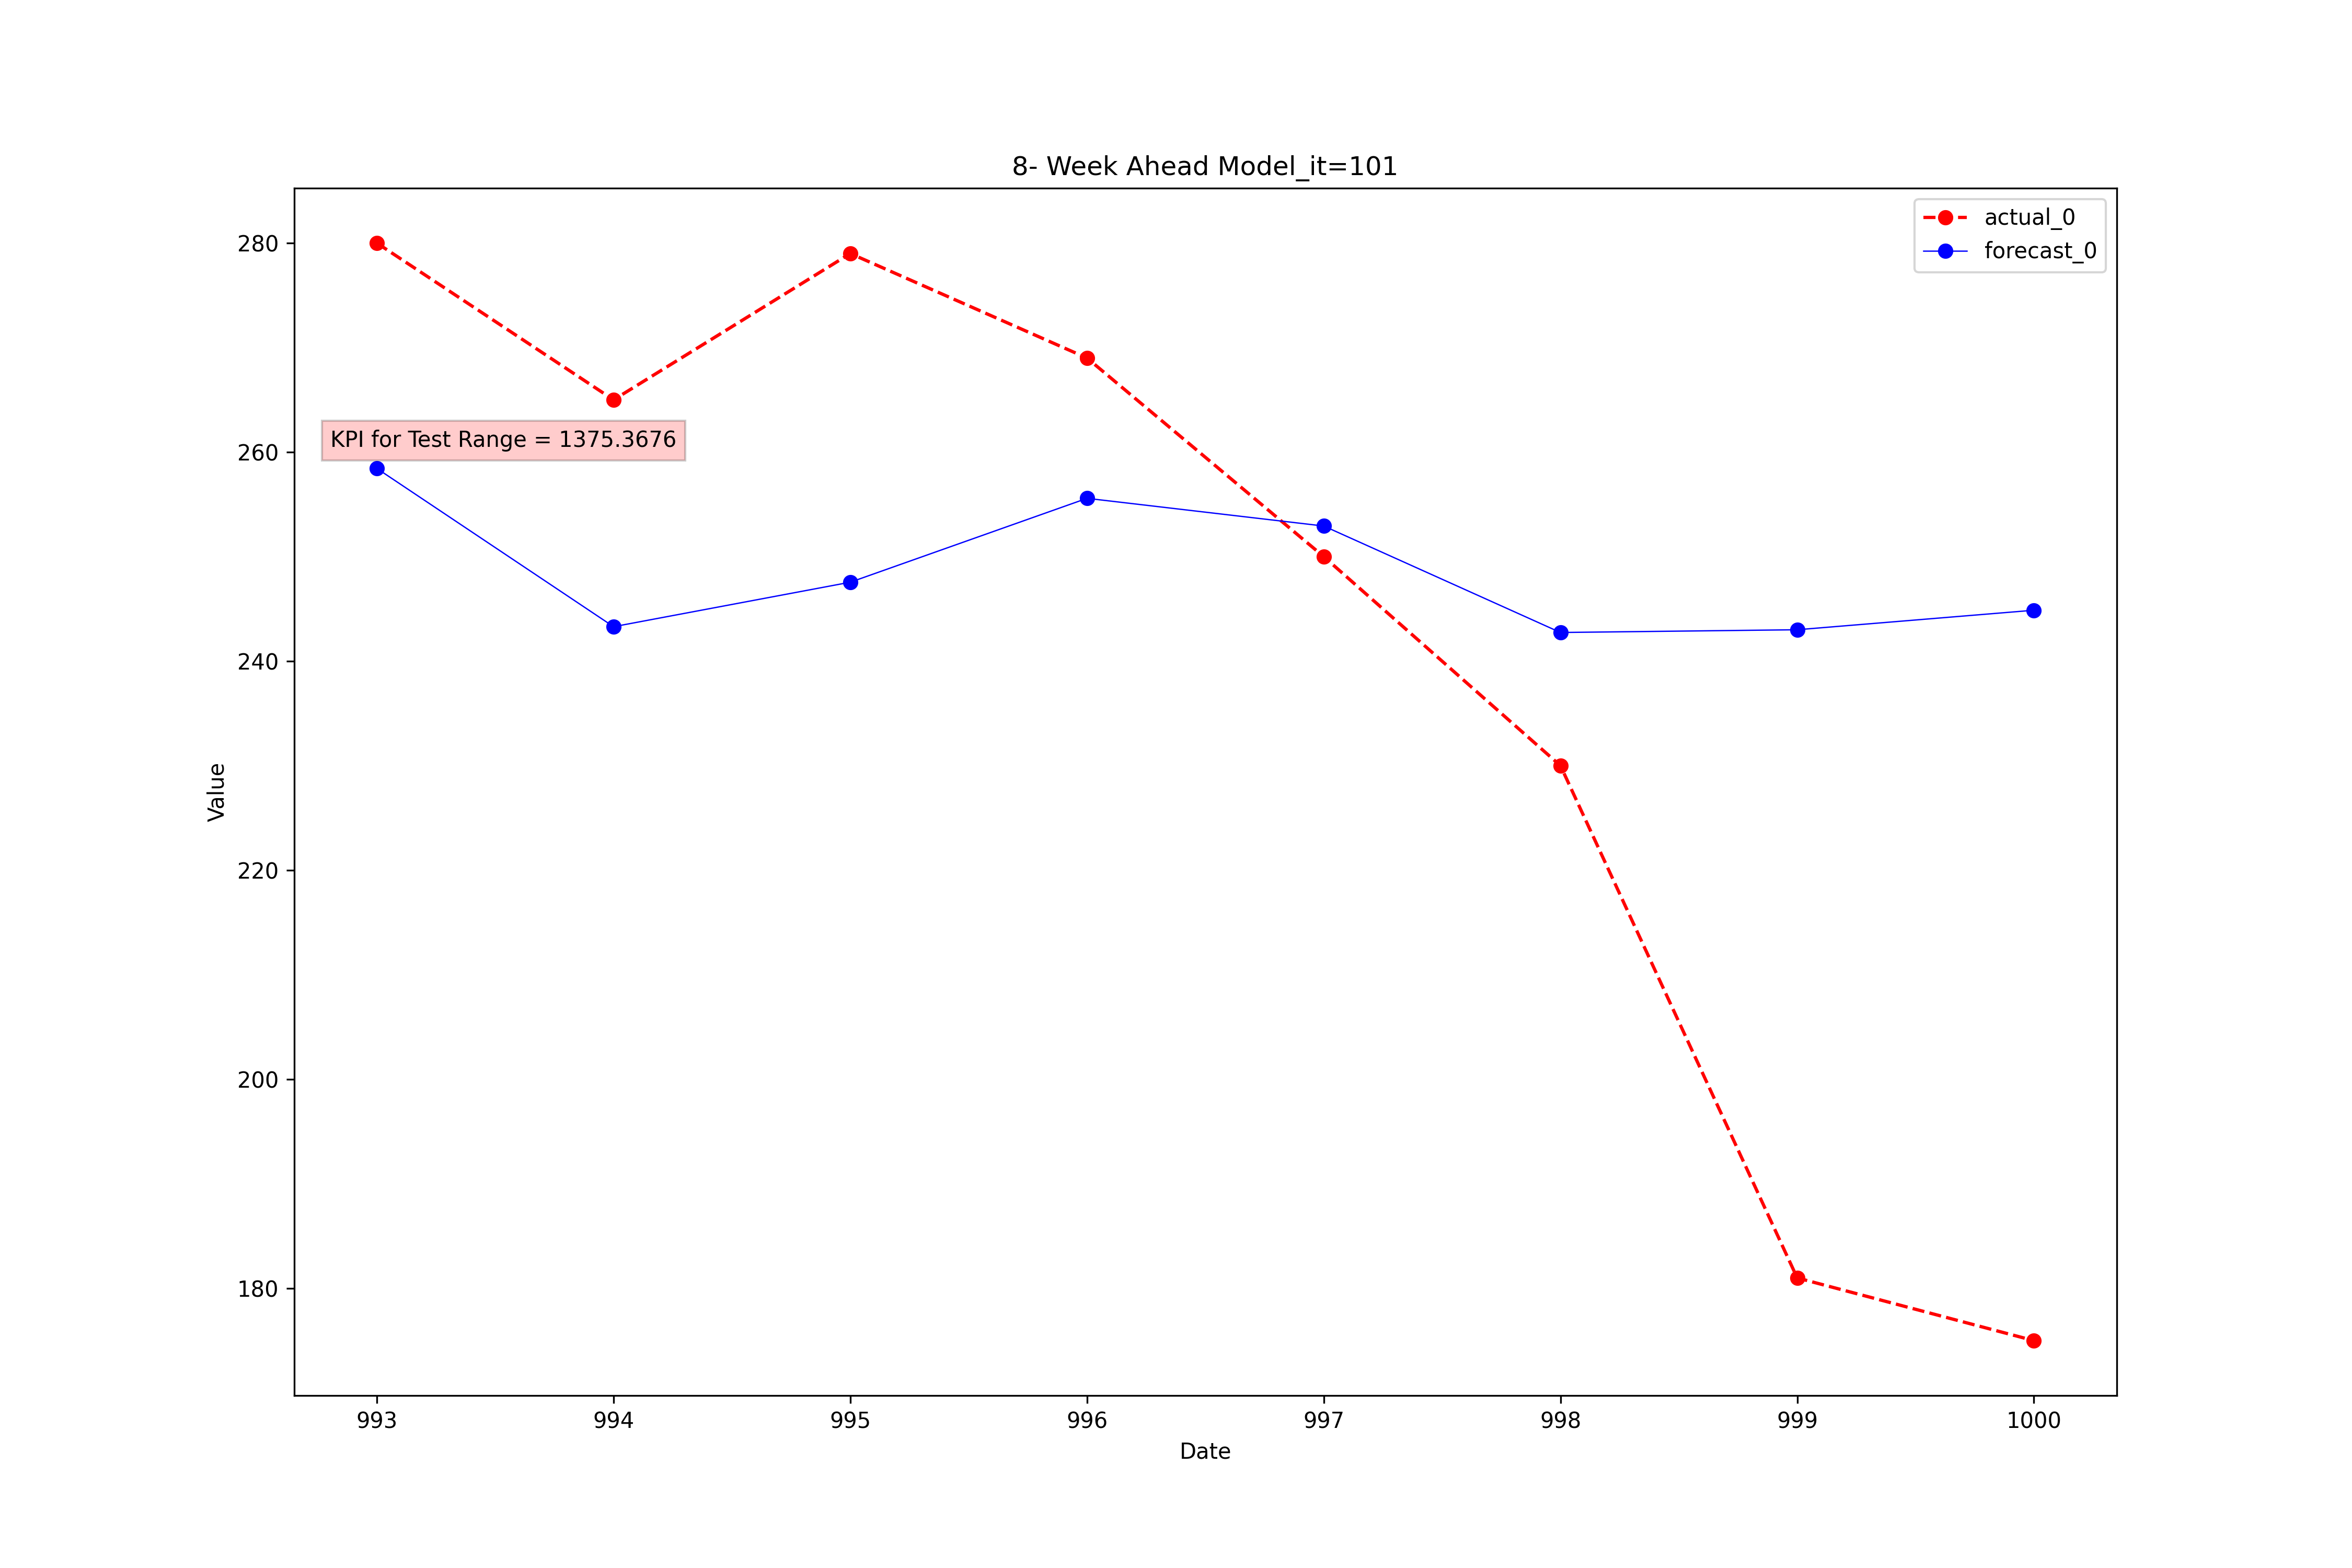 8- Week Ahead Model_it=101
actual_0
forecast_0
KPI for Test Range = 1375.3676
Value
280
260
240
220
200
180
993 994 995 996 997 998 999 1000
Date